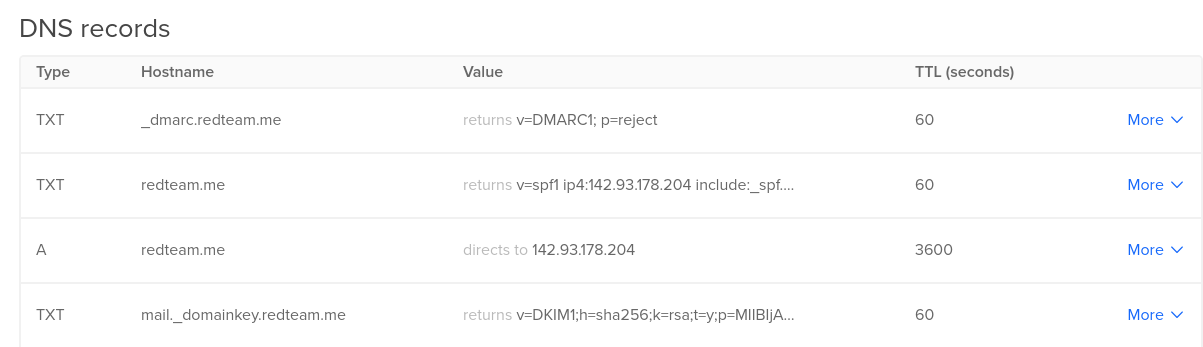 DNS records
Type Hostname Value TTL (seconds)
TXT _dmarc.redteam.me returns v=DMARC1; p=reject 60 More
TXT redteam.me returns v=spf1 ip4:142.93.178.204 include:_spf.... 60 More
A redteam.me directs to 142.93.178.204 3600 More
TXT mail._domainkey.redteam.me returns v=DKIM1;h=sha256;k=rsa;t=y;p=MIIBIjA... 60 More